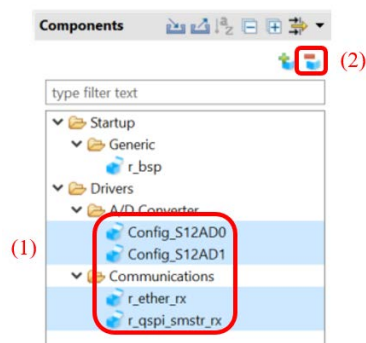 Components
(2)
type filter text
Startup
Generic
r_bsp
Drivers
A/D Converter
(1)
Config_S12AD0
Config_S12AD1
Communications
r_ether_rx
r_qspi_smstr_rx